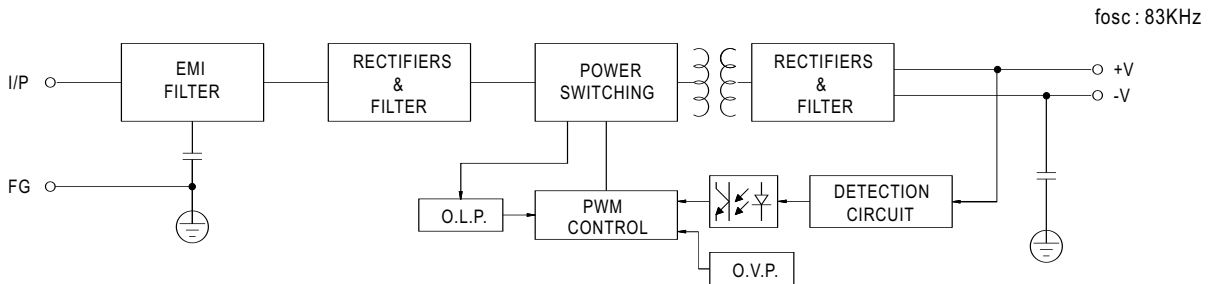 fosc : 83KHz
I/P
EMI
FILTER
RECTIFIERS
&
FILTER
POWER
SWITCHING
RECTIFIERS
&
FILTER
+V
-V
FG
O.L.P.
PWM
CONTROL
DETECTION
CIRCUIT
O.V.P.